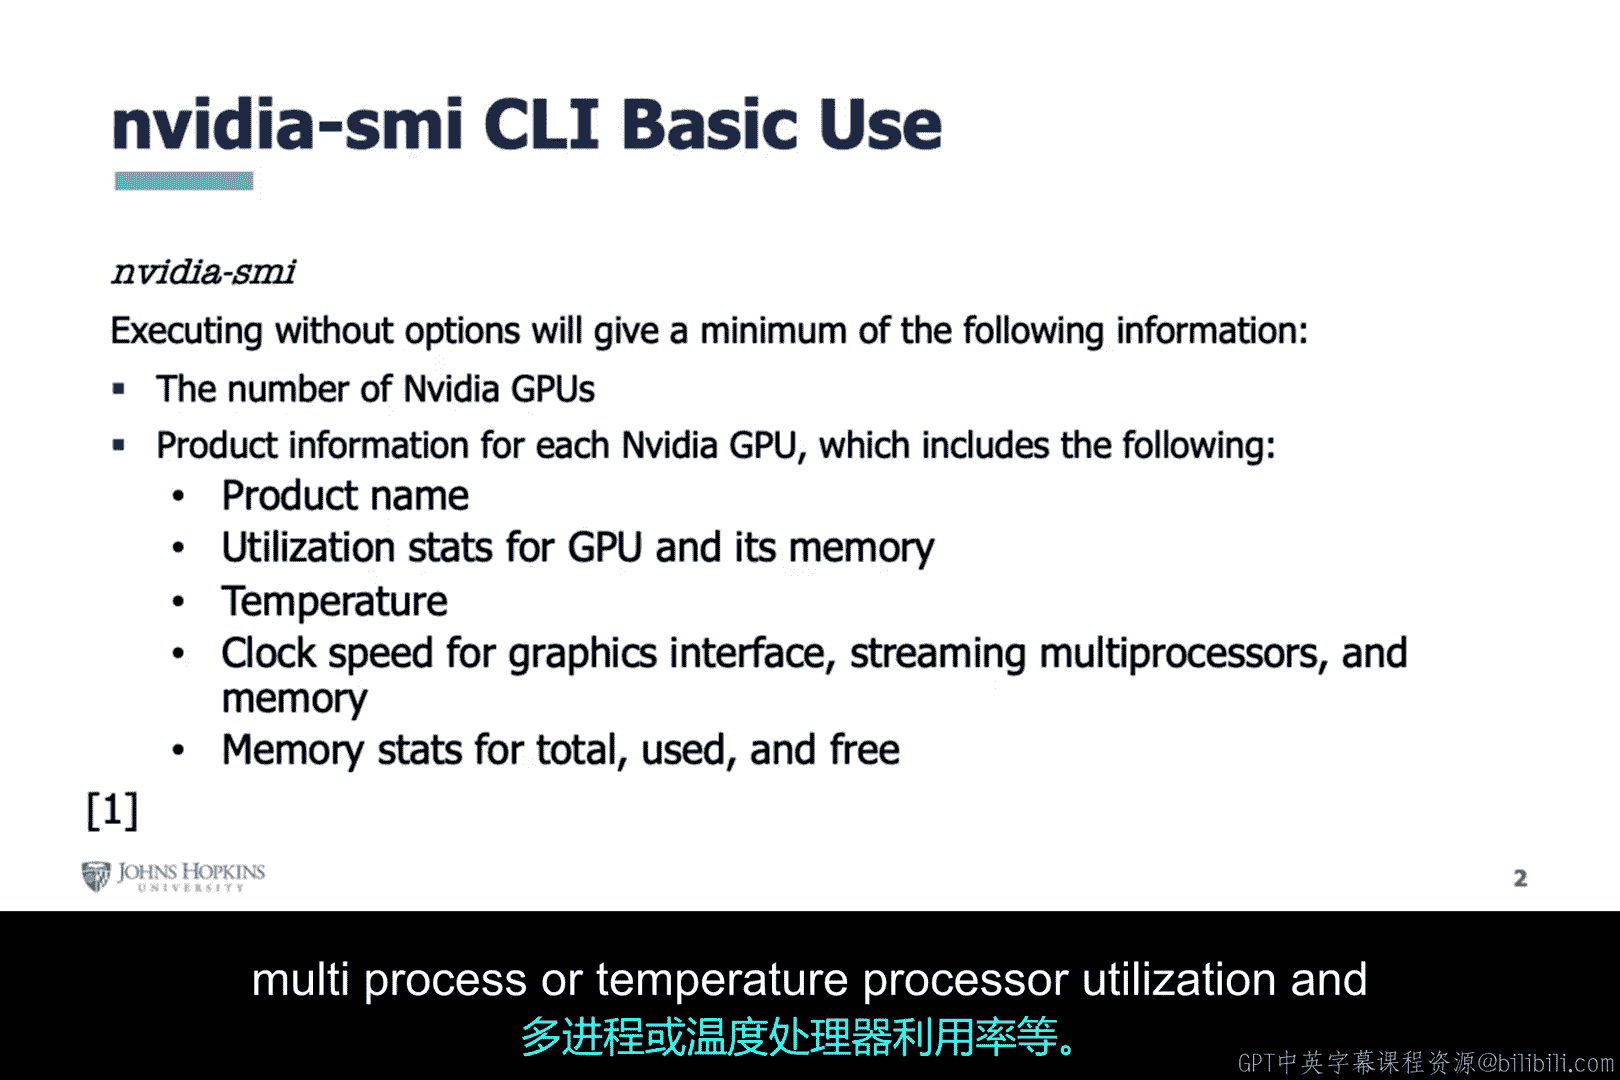 nvidia-smi CLI Basic Use
nvidia-smi
Executing without options will give a minimum of the following information:
▪ The number of Nvidia GPUs
▪ Product information for each Nvidia GPU, which includes the following:
• Product name
• Utilization stats for GPU and its memory
• Temperature
• Clock speed for graphics interface, streaming multiprocessors, and
memory
• Memory stats for total, used, and free
[1]
JOHNS HOPKINS
UNIVERSITY
2
multi process or temperature processor utilization and
多进程或温度处理器利用率等。
GPT中英字幕课程资源@bilibili.com